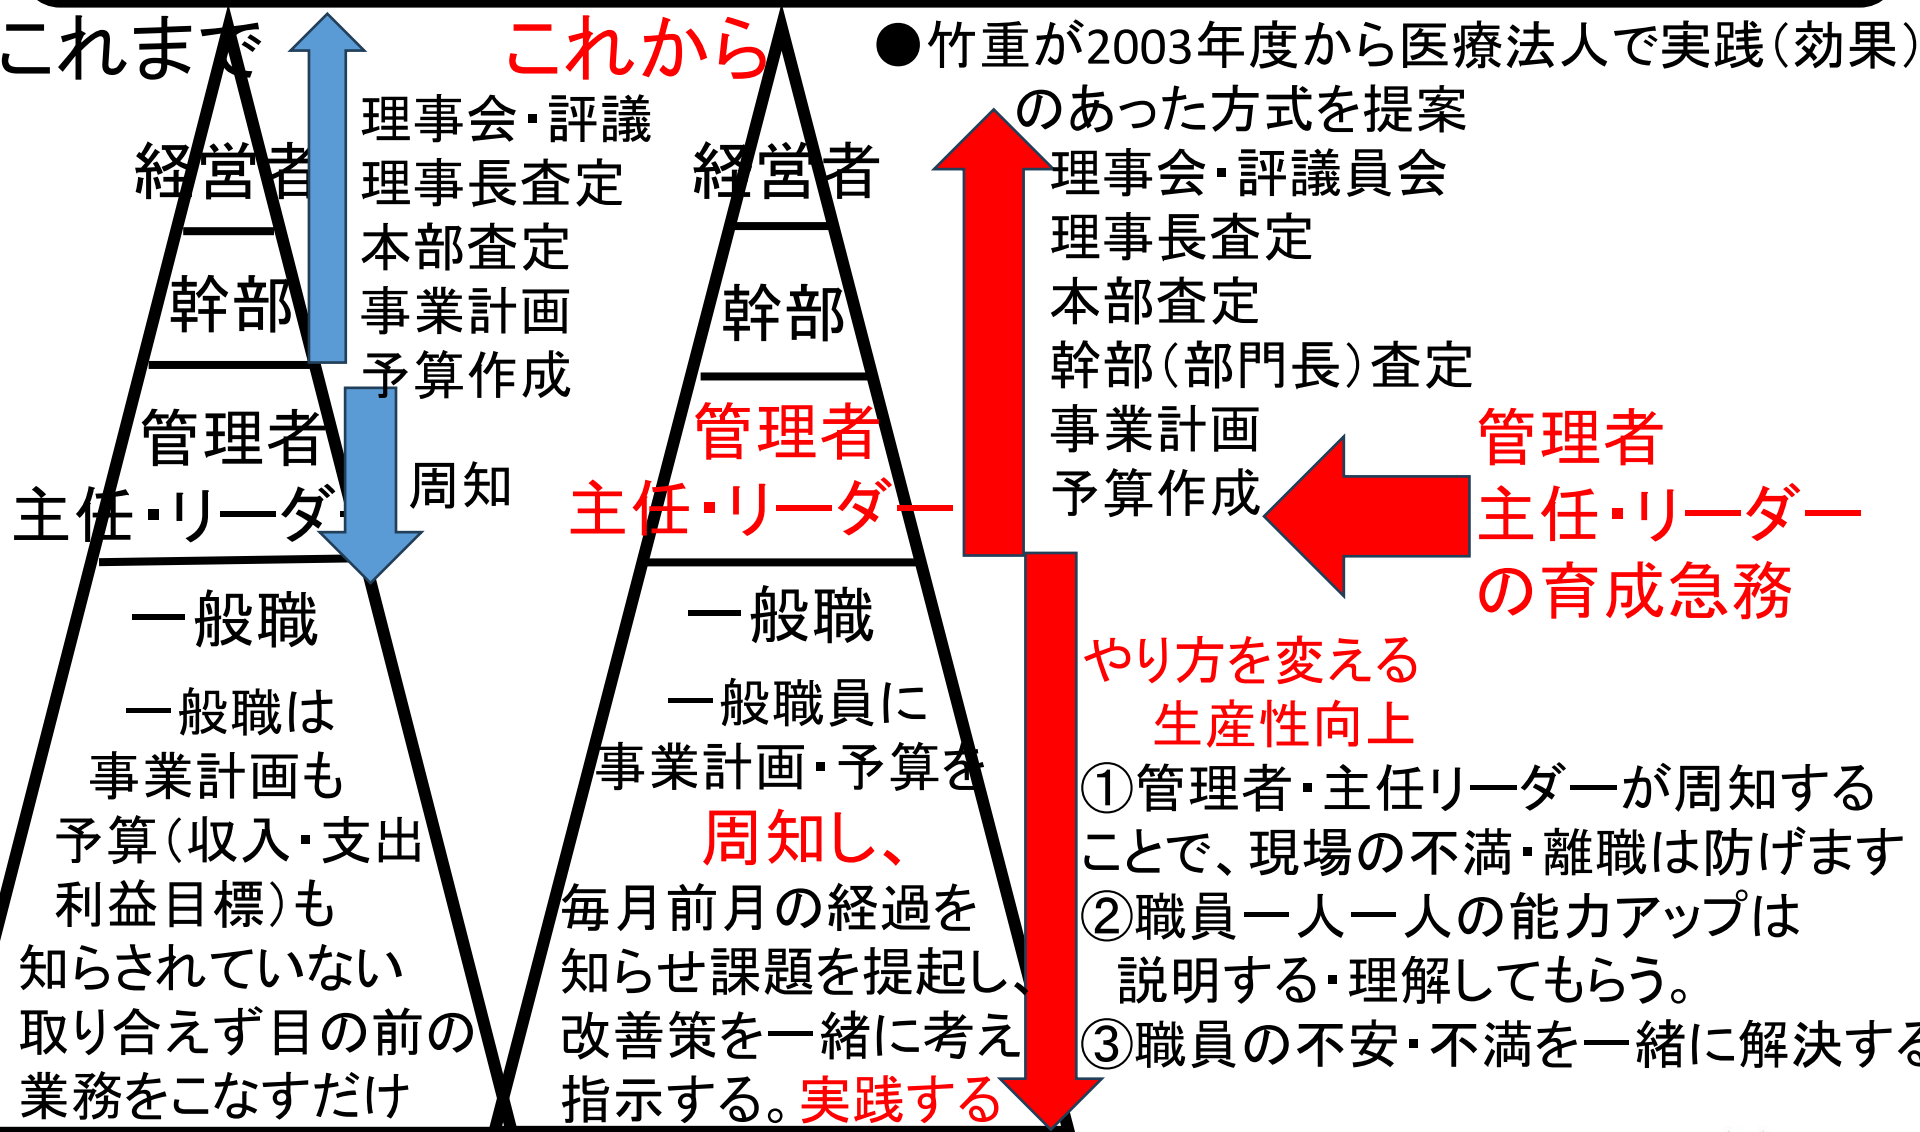 これまで
経営者
幹部
管理者
主任・リーダー
一般職
一般職は
事業計画も
予算(収入・支出
利益目標)も
知らされていない
取り合えず目の前の
業務をこなすだけ
理事会・評議
理事長査定
本部査定
事業計画
予算作成
周知
これから
経営者
幹部
管理者
主任・リーダー
一般職
一般職員に
事業計画・予算を
周知し、
毎月前月の経過を
知らせ課題を提起し、
改善策を一緒に考え
指示する。実践する
●竹重が2003年度から医療法人で実践(効果)
のあった方式を提案
理事会・評議員会
理事長査定
本部査定
幹部(部門長)査定
事業計画
予算作成
管理者
主任・リーダー
の育成急務
やり方を変える
生産性向上
①管理者・主任リーダーが周知する
ことで、現場の不満・離職は防げます
②職員一人一人の能力アップは
説明する・理解してもらう。
③職員の不安・不満を一緒に解決する